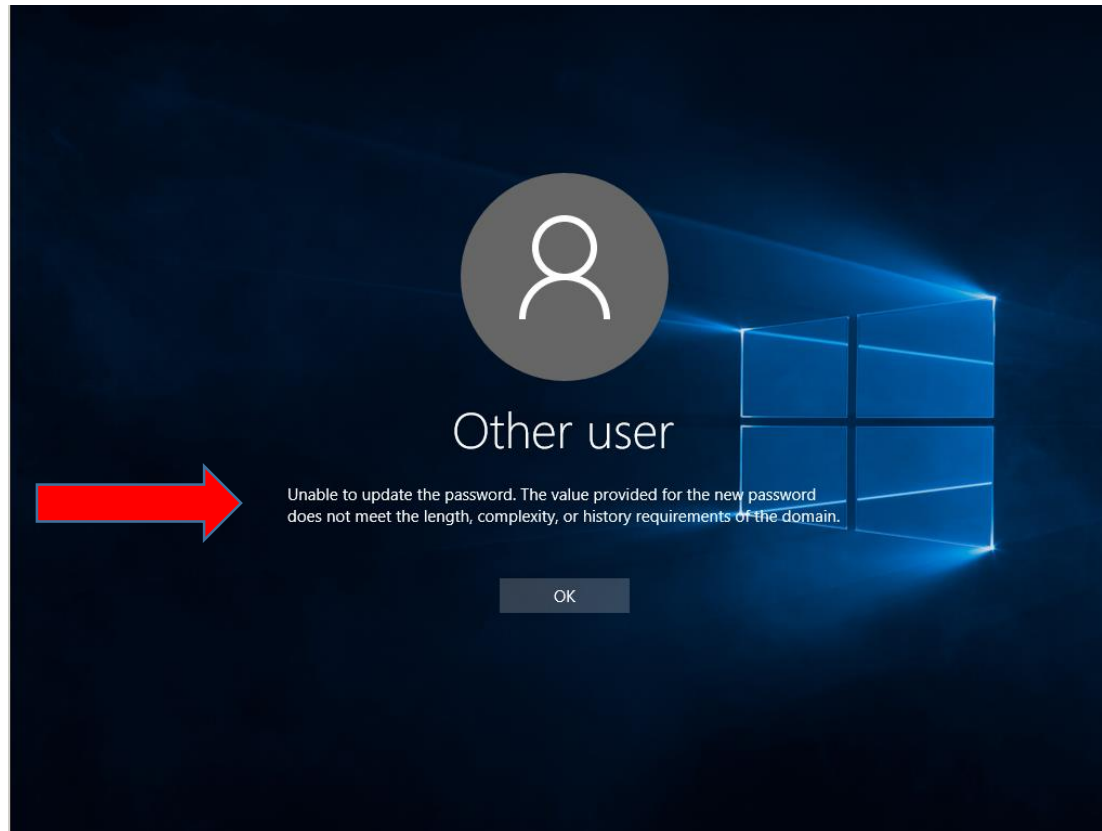 Other user
Unable to update the password. The value provided for the new password
does not meet the length, complexity, or history requirements of the domain.
OK